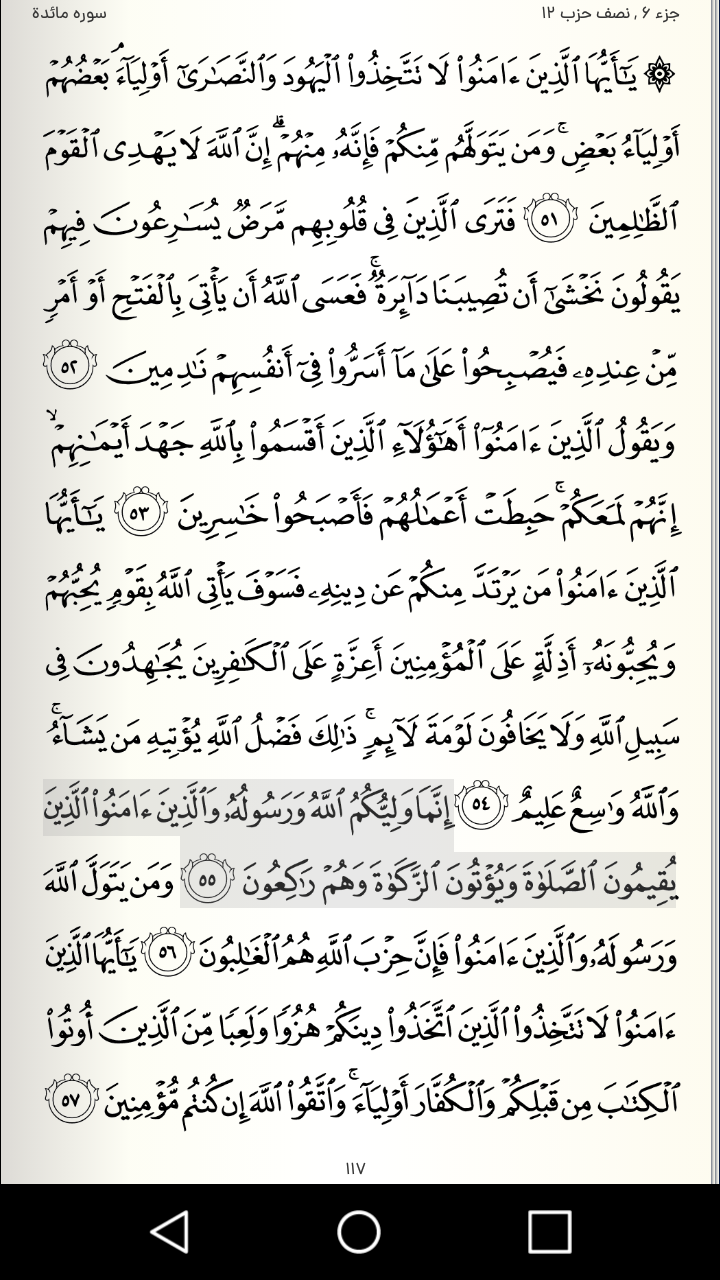 جزء ۶ , نصف حزب ۱۲
سوره مائدة
۞ يَـٰٓأَيُّهَا ٱلَّذِينَ ءَامَنُوا۟ لَا تَتَّخِذُوا۟ ٱلْيَهُودَ وَٱلنَّصَـٰرَىٰٓ أَوْلِيَآءَ ۘ بَعْضُهُمْ
أَوْلِيَآءُ بَعْضٍ ۚ وَمَن يَتَوَلَّهُم مِّنكُمْ فَإِنَّهُۥ مِنْهُمْ ۗ إِنَّ ٱللَّهَ لَا يَهْدِى ٱلْقَوْمَ
ٱلظَّـٰلِمِينَ ٥١ فَتَرَى ٱلَّذِينَ فِى قُلُوبِهِم مَّرَضٌ يُسَـٰرِعُونَ فِيهِمْ
يَقُولُونَ نَخْشَىٰٓ أَن تُصِيبَنَا دَآئِرَةٌ ۚ فَعَسَى ٱللَّهُ أَن يَأْتِىَ بِٱلْفَتْحِ أَوْ أَمْرٍ
مِّنْ عِندِهِۦ فَيُصْبِحُوا۟ عَلَىٰ مَآ أَسَرُّوا۟ فِىٓ أَنفُسِهِمْ نَـٰدِمِينَ ٥٢
وَيَقُولُ ٱلَّذِينَ ءَامَنُوٓا۟ أَهَـٰٓؤُلَآءِ ٱلَّذِينَ أَقْسَمُوا۟ بِٱللَّهِ جَهْدَ أَيْمَـٰنِهِمْ ۙ
إِنَّهُمْ لَمَعَكُمْ ۚ حَبِطَتْ أَعْمَـٰلُهُمْ فَأَصْبَحُوا۟ خَـٰسِرِينَ ٥٣ يَـٰٓأَيُّهَا
ٱلَّذِينَ ءَامَنُوا۟ مَن يَرْتَدَّ مِنكُمْ عَن دِينِهِۦ فَسَوْفَ يَأْتِى ٱللَّهُ بِقَوْمٍ يُحِبُّهُمْ
وَيُحِبُّونَهُۥٓ أَذِلَّةٍ عَلَى ٱلْمُؤْمِنِينَ أَعِزَّةٍ عَلَى ٱلْكَـٰفِرِينَ يُجَـٰهِدُونَ فِى
سَبِيلِ ٱللَّهِ وَلَا يَخَافُونَ لَوْمَةَ لَآئِمٍ ۚ ذَٰلِكَ فَضْلُ ٱللَّهِ يُؤْتِيهِ مَن يَشَآءُ ۚ
وَٱللَّهُ وَٰسِعٌ عَلِيمٌ ٥٤ إِنَّمَا وَلِيُّكُمُ ٱللَّهُ وَرَسُولُهُۥ وَٱلَّذِينَ ءَامَنُوا۟ ٱلَّذِينَ
يُقِيمُونَ ٱلصَّلَوٰةَ وَيُؤْتُونَ ٱلزَّكَوٰةَ وَهُمْ رَٰكِعُونَ ٥٥ وَمَن يَتَوَلَّ ٱللَّهَ
وَرَسُولَهُۥ وَٱلَّذِينَ ءَامَنُوا۟ فَإِنَّ حِزْبَ ٱللَّهِ هُمُ ٱلْغَـٰلِبُونَ ٥٦ يَـٰٓأَيُّهَا ٱلَّذِينَ
ءَامَنُوا۟ لَا تَتَّخِذُوا۟ ٱلَّذِينَ ٱتَّخَذُوا۟ دِينَكُمْ هُزُوًا وَلَعِبًا مِّنَ ٱلَّذِينَ أُوتُوا۟
ٱلْكِتَـٰبَ مِن قَبْلِكُمْ وَٱلْكُفَّارَ أَوْلِيَآءَ ۚ وَٱتَّقُوا۟ ٱللَّهَ إِن كُنتُم مُّؤْمِنِينَ ٥٧
١١٧